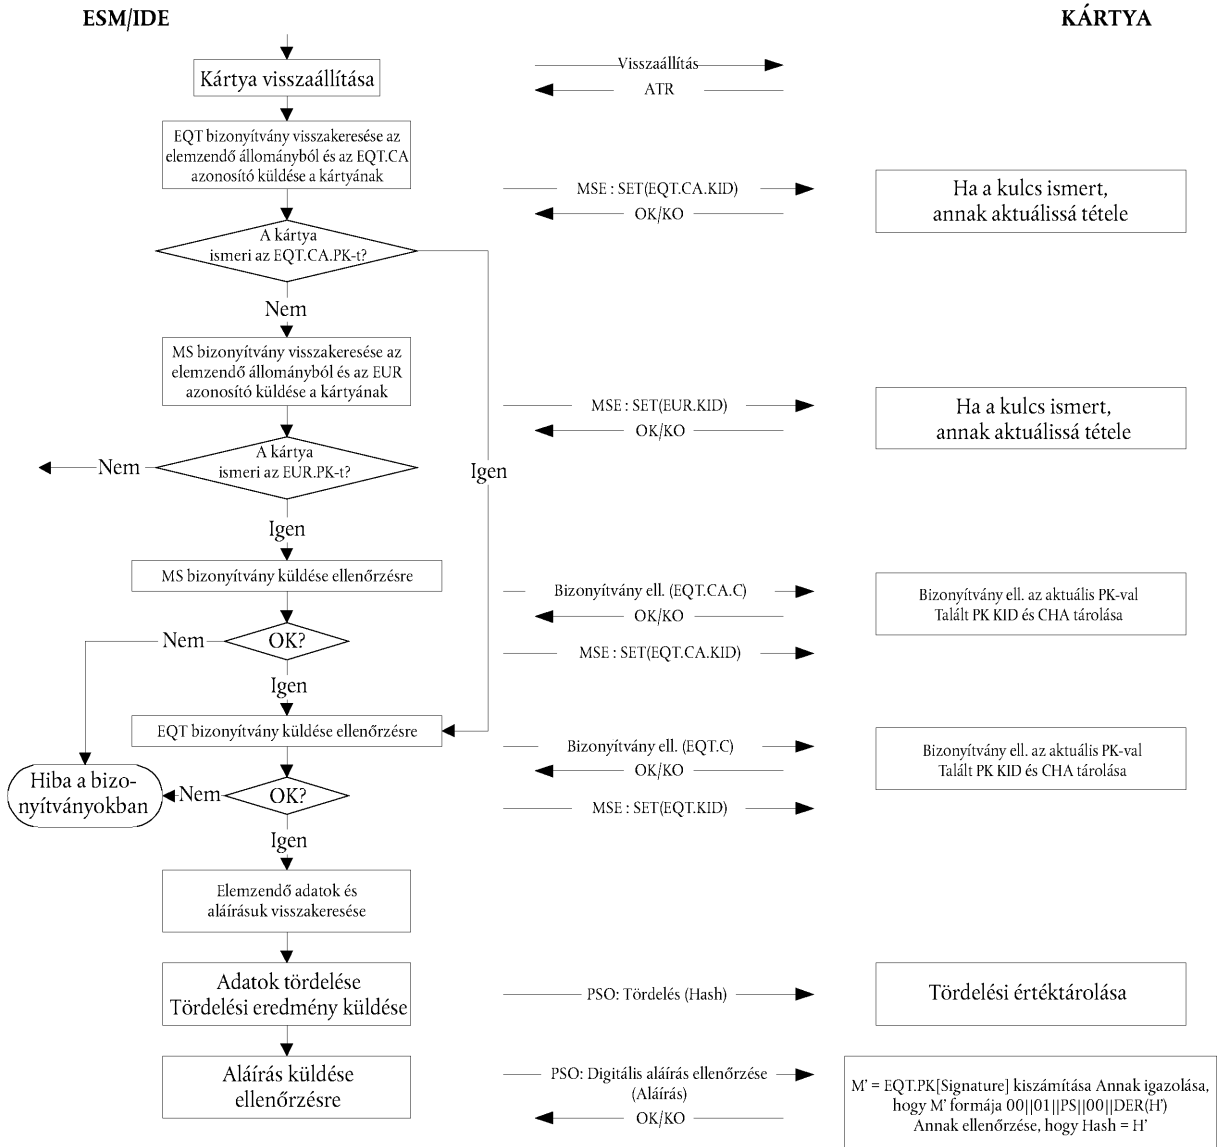 ESM/IDE
KÁRTYA
Kártya visszaállítása
Visszaállítás
ATR
EQT bizonyítvány visszakeresése az
elemzendő állományból és az EQT.CA
azonosító küldése a kártyának
MSE : SET(EQT.CA.KID)
OK/KO
Ha a kulcs ismert,
annak aktuálissá tétele
A kártya
ismeri az EQT.CA.PK-t?
Nem
MS bizonyítvány visszakeresése az
elemzendő állományból és az EUR
azonosító küldése a kártyának
MSE : SET(EUR.KID)
OK/KO
Ha a kulcs ismert,
annak aktuálissá tétele
A kártya
ismeri az EUR.PK-t?
Nem
Igen
Igen
MS bizonyítvány küldése ellenőrzésre
Bizonyítvány ell. (EQT.CA.C)
OK/KO
Bizonyítvány ell. az aktuális PK-val
Talált PK KID és CHA tárolása
Nem
OK?
MSE : SET(EQT.CA.KID)
Igen
EQT bizonyítvány küldése ellenőrzésre
Bizonyítvány ell. (EQT.C)
OK/KO
Bizonyítvány ell. az aktuális PK-val
Talált PK KID és CHA tárolása
Hiba a bizo-
nyítványokban
Nem
OK?
MSE : SET(EQT.KID)
Igen
Elemzendő adatok és
aláírásuk visszakeresése
Adatok tördelése
Tördelési eredmény küldése
PSO: Tördelés (Hash)
Tördelési értéktárolása
Aláírás küldése
ellenőrzésre
PSO: Digitális aláírás ellenőrzése
(Aláírás)
OK/KO
M' = EQT.PK[Signature] kiszámítása Annak igazolása,
hogy M' formája 00||01||PS||00||DER(H')
Annak ellenőrzése, hogy Hash = H'